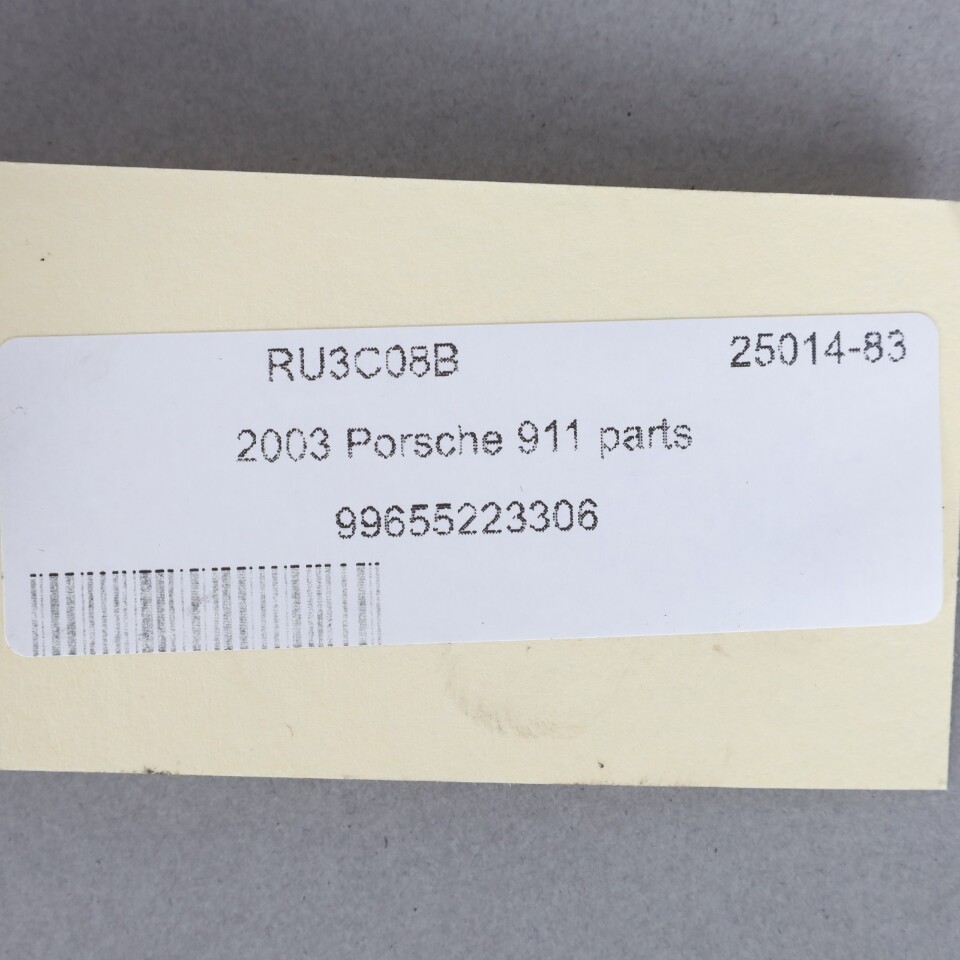 RU3C08B 25014-83
2003 Porsche 911 parts
99655223306